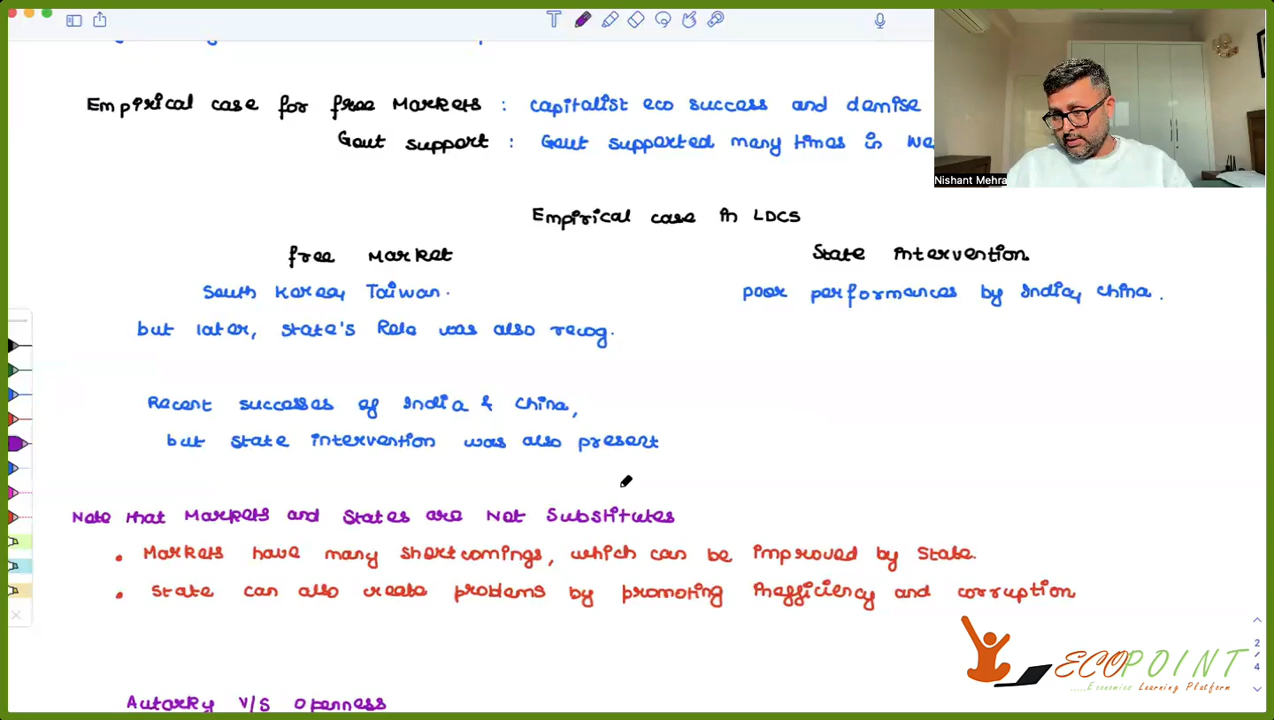 Empirical case for free Markets : capitalist eco success and demise
Govt support : Govt supported many times in We
Nishant Mehra
Empirical case in LDCS
free Market
State intervention
South Korea, Taiwan.
poor performances by India, China.
but later, State's Role was also recog.
Recent successes of India & China,
but State intervention was also present
Note that Markets and States are Not Substitutes
• Markets have many shortcomings, which can be improved by State.
• State can also create problems by promoting Inefficiency and corruption
ECOPOINT
.....Economics Learning Platform
2
/
4
Autarky V/S Openness